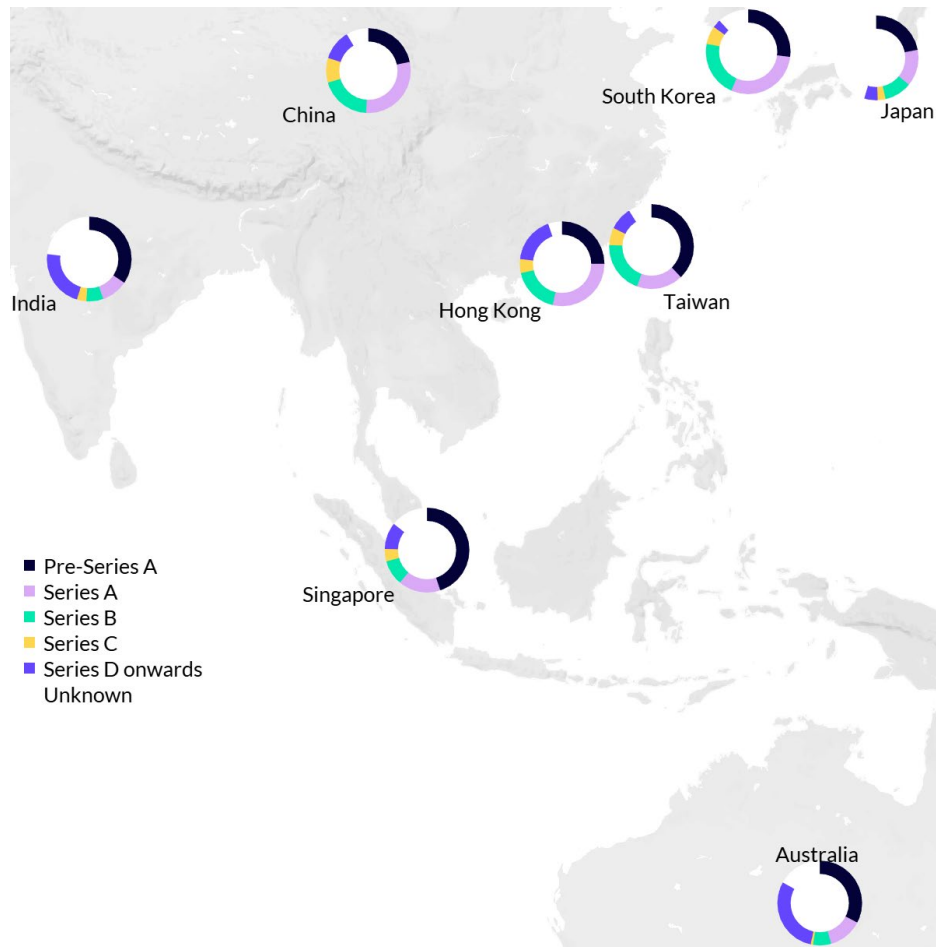 South Korea
Japan
China
India
Hong Kong
Taiwan
Singapore
Pre-Series A
Series A
Series B
Series C
Series D onwards
Unknown
Australia